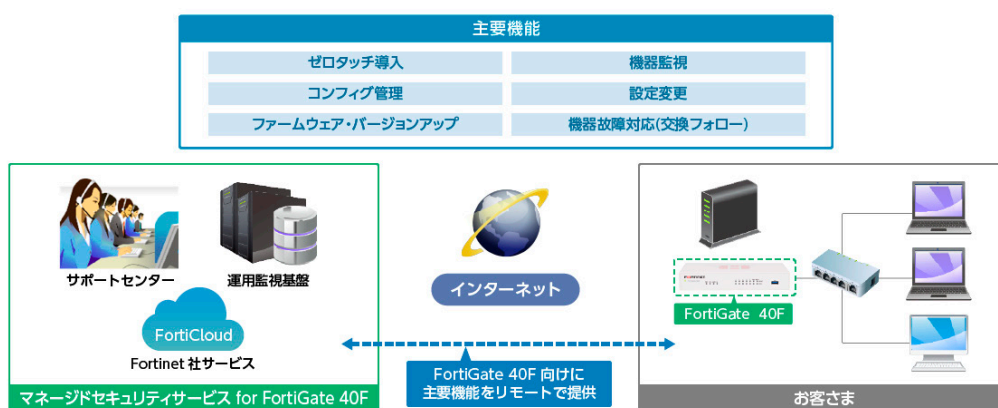 主要機能
ゼロタッチ導入
機器監視
コンフィグ管理
設定変更
ファームウェア・バージョンアップ
機器故障対応(交換フォロー)
サポートセンター
運用監視基盤
FortiCloud
Fortinet 社サービス
マネージドセキュリティサービス for FortiGate 40F
インターネット
FortiGate 40F 向けに
主要機能をリモートで提供
FORTINET
FortiGate 40F
お客さま